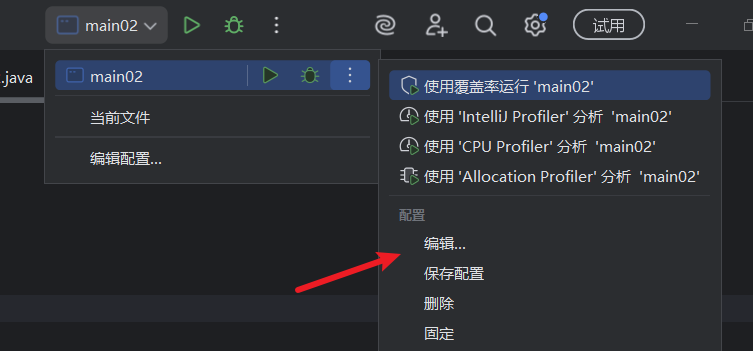 main02
试用
.java
main02
当前文件
编辑配置...
使用覆盖率运行 'main02'
使用 'IntelliJ Profiler' 分析  'main02'
使用 'CPU Profiler' 分析  'main02'
使用 'Allocation Profiler' 分析  'main02'
配置
编辑...
保存配置
删除
固定